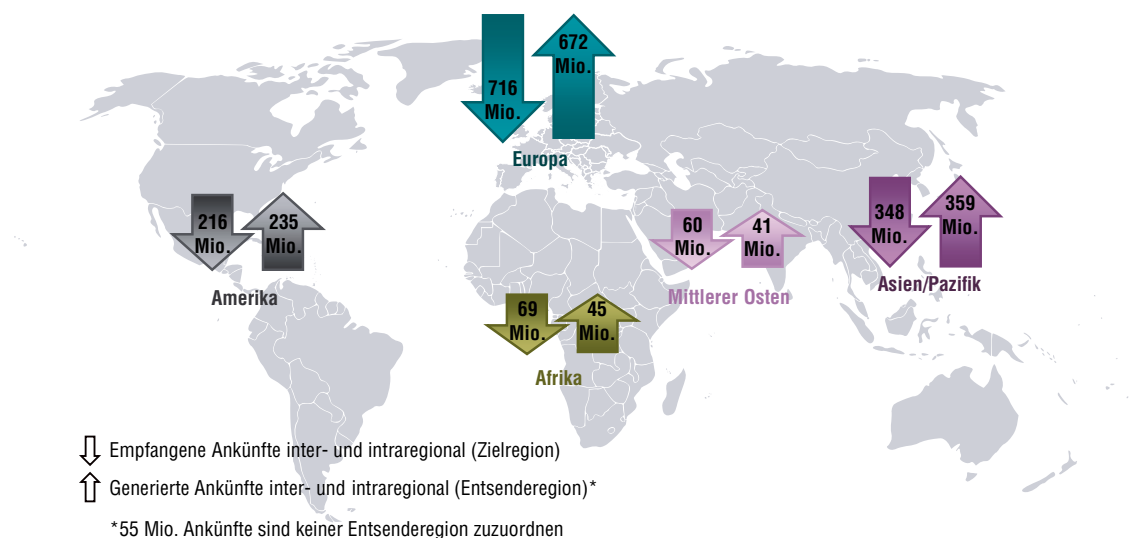 672
Mio.
716
Mio.
Europa
216
Mio.
235
Mio.
Amerika
60
Mio.
41
Mio.
Mittlerer Osten
348
Mio.
359
Mio.
Asien/Pazifik
69
Mio.
45
Mio.
Afrika
Empfangene Ankünfte inter- und intraregional (Zielregion)
Generierte Ankünfte inter- und intraregional (Entsenderegion)*
*55 Mio. Ankünfte sind keiner Entsenderegion zuzuordnen